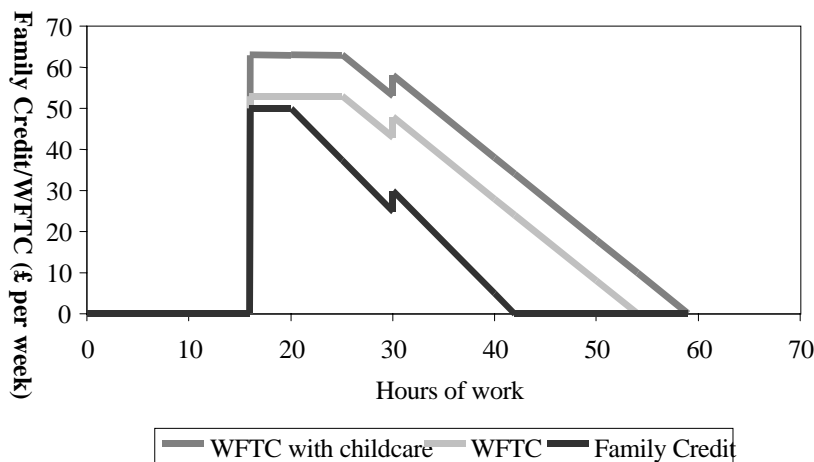 Family Credit/WFTC (£ per week)
70
60
50
40
30
20
10
0
0 10 20 30 40 50 60 70
Hours of work
WFTC with childcare WFTC Family Credit